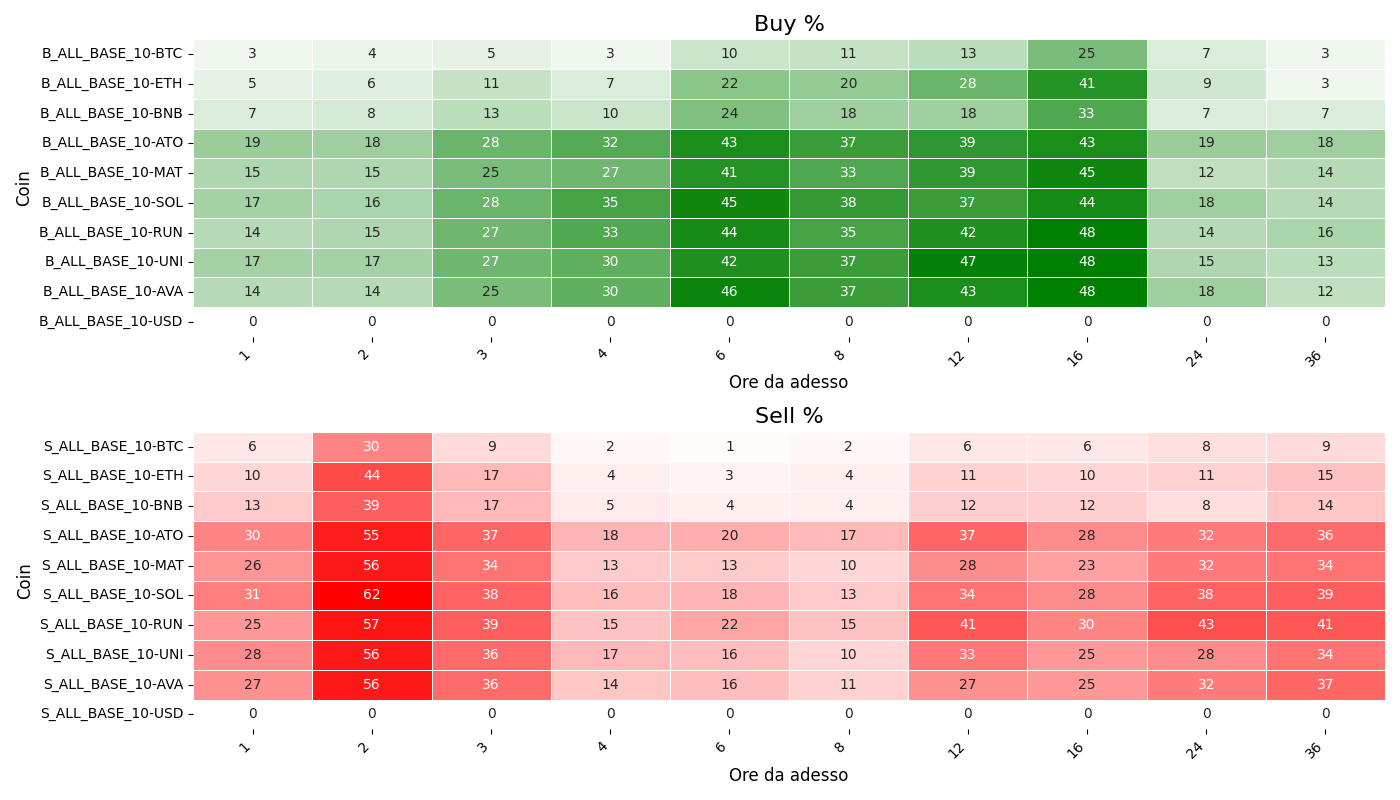 Buy %
Coin
B_ALL_BASE_10-BTC 3 4 5 3 10 11 13 25 7 3
B_ALL_BASE_10-ETH 5 6 11 7 22 20 28 41 9 3
B_ALL_BASE_10-BNB 7 8 13 10 24 18 18 33 7 7
B_ALL_BASE_10-ATO 19 18 28 32 43 37 39 43 19 18
B_ALL_BASE_10-MAT 15 15 25 27 41 33 39 45 12 14
B_ALL_BASE_10-SOL 17 16 28 35 45 38 37 44 18 14
B_ALL_BASE_10-RUN 14 15 27 33 44 35 42 48 14 16
B_ALL_BASE_10-UNI 17 17 27 30 42 37 47 48 15 13
B_ALL_BASE_10-AVA 14 14 25 30 46 37 43 48 18 12
B_ALL_BASE_10-USD 0 0 0 0 0 0 0 0 0 0
1 2 3 4 6 8 12 16 24 36
Ore da adesso
Sell %
Coin
S_ALL_BASE_10-BTC 6 30 9 2 1 2 6 6 8 9
S_ALL_BASE_10-ETH 10 44 17 4 3 4 11 10 11 15
S_ALL_BASE_10-BNB 13 39 17 5 4 4 12 12 8 14
S_ALL_BASE_10-ATO 30 55 37 18 20 17 37 28 32 36
S_ALL_BASE_10-MAT 26 56 34 13 13 10 28 23 32 34
S_ALL_BASE_10-SOL 31 62 38 16 18 13 34 28 38 39
S_ALL_BASE_10-RUN 25 57 39 15 22 15 41 30 43 41
S_ALL_BASE_10-UNI 28 56 36 17 16 10 33 25 28 34
S_ALL_BASE_10-AVA 27 56 36 14 16 11 27 25 32 37
S_ALL_BASE_10-USD 0 0 0 0 0 0 0 0 0 0
1 2 3 4 6 8 12 16 24 36
Ore da adesso